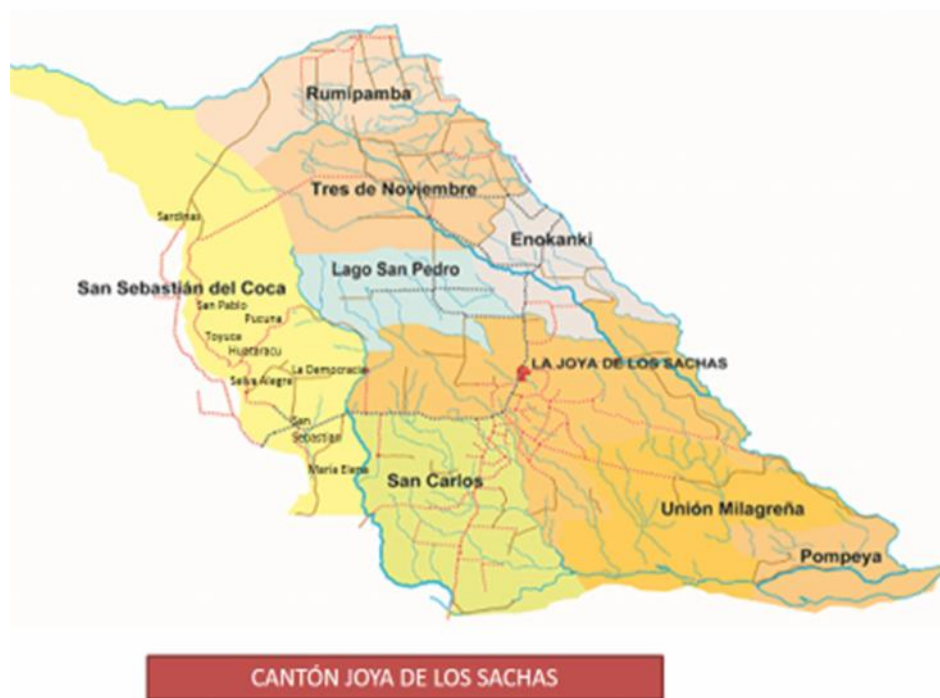 Rumipamba
Tres de Noviembre
Sardinas
Enokanki
Lago San Pedro
San Sebastián del Coca
San Pablo
Pucuna
Toyuca
Huataracu
LA JOYA DE LOS SACHAS
La Democracia
Selva Alegre
San
Sebastian
María Elena
San Carlos
Unión Milagreña
Pompeya
CANTÓN JOYA DE LOS SACHAS